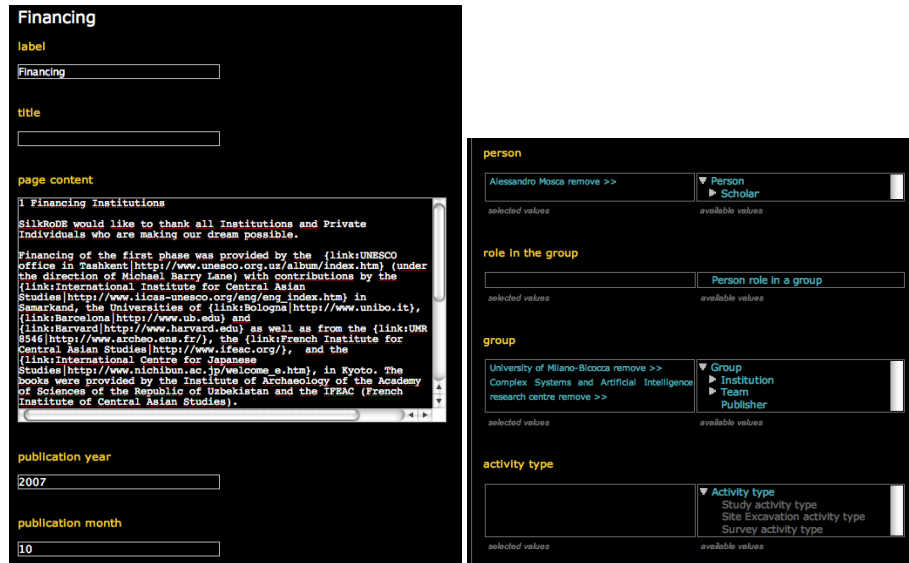 Financing
label
Financing
title
page content
1 Financing Institutions
SilkRoDE would like to thank all Institutions and Private
Individuals who are making our dream possible.
Financing of the first phase was provided by the  {link:UNESCO
office in Tashkent|http://www.unesco.org.uz/album/index.htm} (under
the direction of Michael Barry Lane) with contributions by the
{link:International Institute for Central Asian
Studies|http://www.iicas-unesco.org/eng/eng_index.htm} in
Samarkand, the Universities of {link:Bologna|http://www.unibo.it},
{link:Barcelona|http://www.ub.edu} and
{link:Harvard|http://www.harvard.edu} as well as from the {link:UMR
8546|http://www.archeo.ens.fr/}, the {link:French Institute for
Central Asian Studies|http://www.ifeac.org/},  and the
{link:International Centre for Japanese
Studies|http://www.nichibun.ac.jp/welcome_e.htm}, in Kyoto. The
books were provided by the Institute of Archaeology of the Academy
of Sciences of the Republic of Uzbekistan and the IFEAC (French
Institute of Central Asian Studies).
publication year
2007
publication month
10
person
Alessandro Mosca remove >>
Person
Scholar
selected values
available values
role in the group
Person role in a group
selected values
available values
group
University of Milano-Bicocca remove >>
Complex Systems and Artificial Intelligence
research centre remove >>
Group
Institution
Team
Publisher
selected values
available values
activity type
Activity type
Study activity type
Site Excavation activity type
Survey activity type
selected values
available values